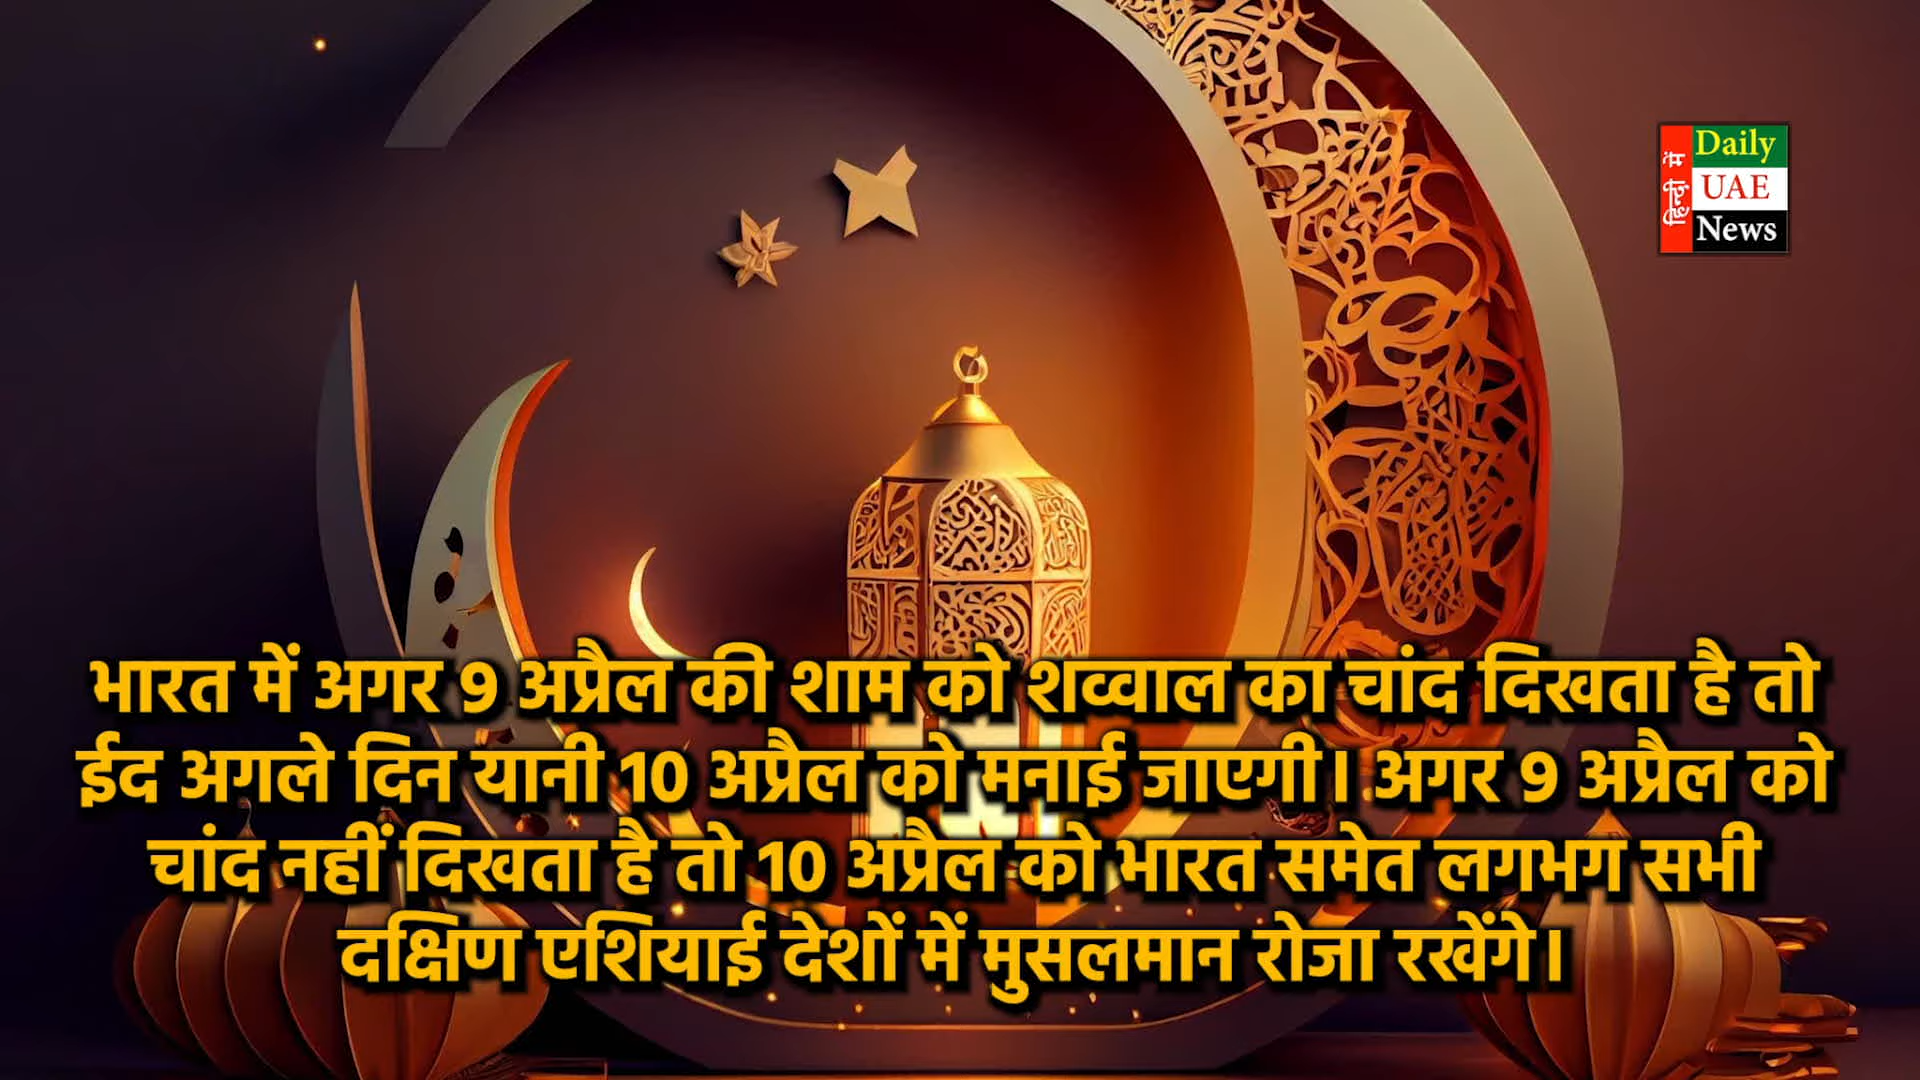 हिन्दी में
Daily
UAE
News
भारत में अगर 9 अप्रैल की शाम को शव्वाल का चांद दिखता है तो
ईद अगले दिन यानी 10 अप्रैल को मनाई जाएगी। अगर 9 अप्रैल को
चांद नहीं दिखता है तो 10 अप्रैल को भारत समेत लगभग सभी
दक्षिण एशियाई देशों में मुसलमान रोजा रखेंगे।